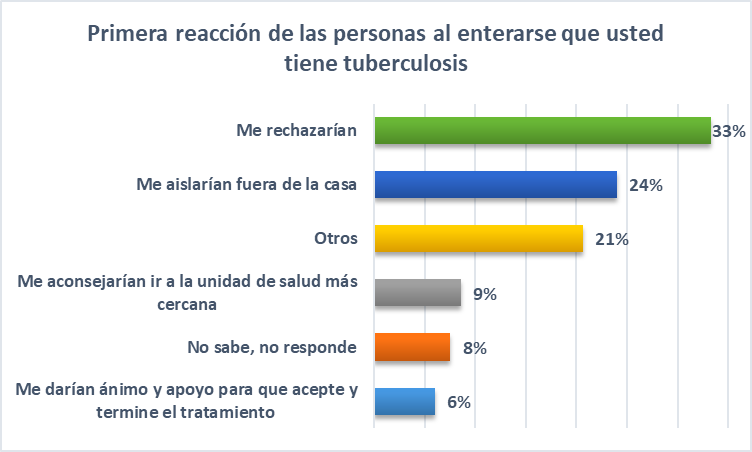 Primera reacción de las personas al enterarse que usted
tiene tuberculosis
Me rechazarían
33%
Me aislarían fuera de la casa
24%
Otros
21%
Me aconsejarían ir a la unidad de salud más
cercana
9%
No sabe, no responde
8%
Me darían ánimo y apoyo para que acepte y
termine el tratamiento
6%